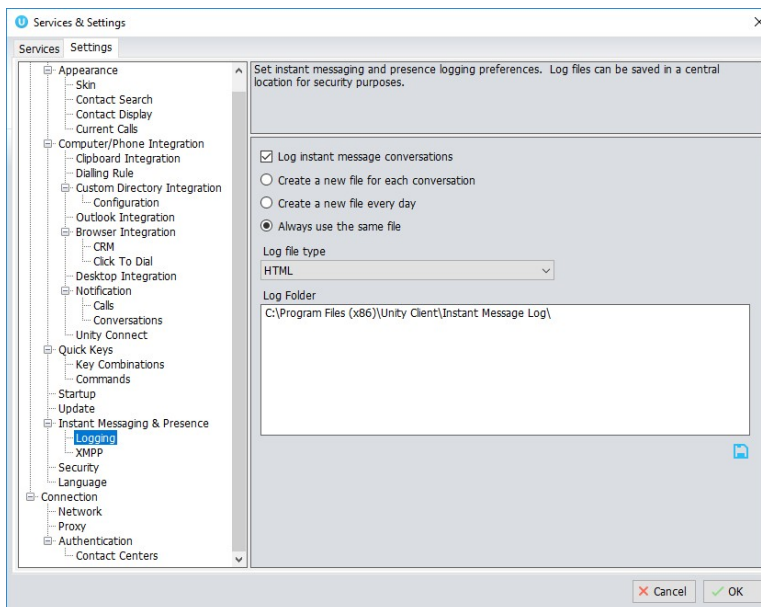 Services & Settings
Services Settings
Appearance
Skin
Contact Search
Contact Display
Current Calls
Computer/Phone Integration
Clipboard Integration
Dialling Rule
Custom Directory Integration
Configuration
Outlook Integration
Browser Integration
CRM
Click To Dial
Desktop Integration
Notification
Calls
Conversations
Unity Connect
Quick Keys
Key Combinations
Commands
Startup
Update
Instant Messaging & Presence
Logging
XMPP
Security
Language
Connection
Network
Proxy
Authentication
Contact Centers
Set instant messaging and presence logging preferences. Log files can be saved in a central
location for security purposes.
Log instant message conversations
Create a new file for each conversation
Create a new file every day
Always use the same file
Log file type
HTML
Log Folder
C:\Program Files (x86)\Unity Client\Instant Message Log\
Cancel OK